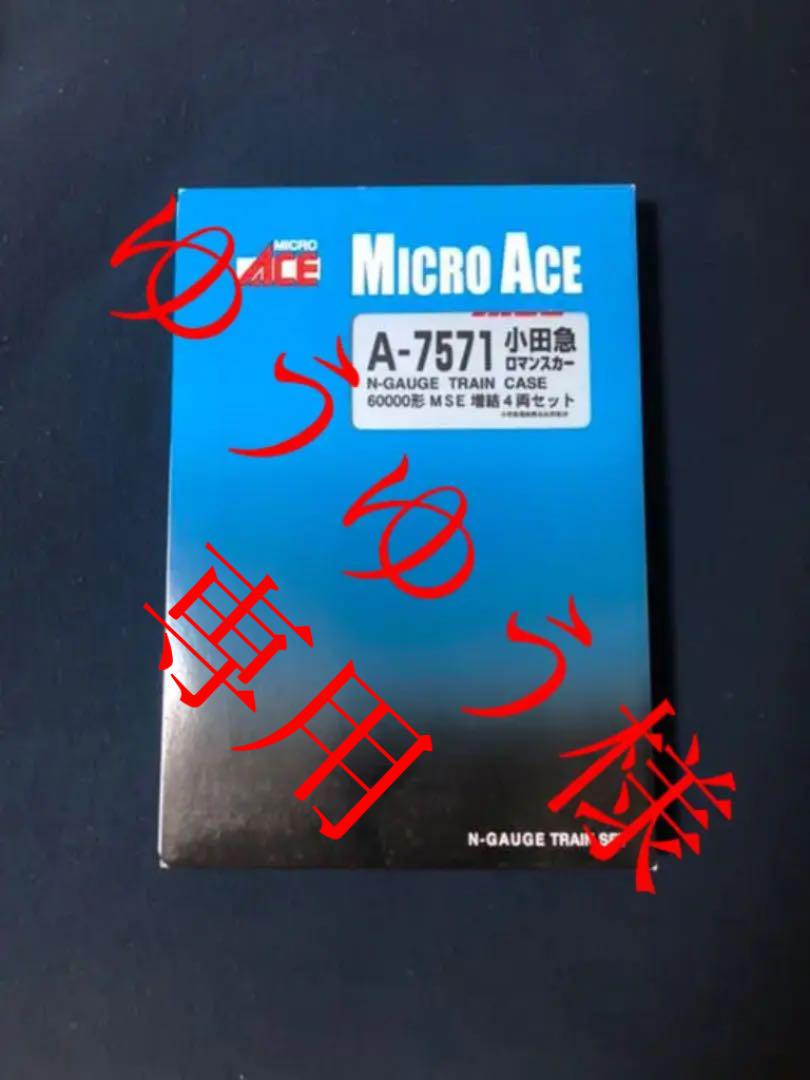 MICRO
ACE
MICRO ACE
A-7571 小田急
ロマンスカー
N-GAUGE TRAIN CASE
60000形 MSE 増結4両セット
ゆうゆう様
専用
N-GAUGE TRAIN SET